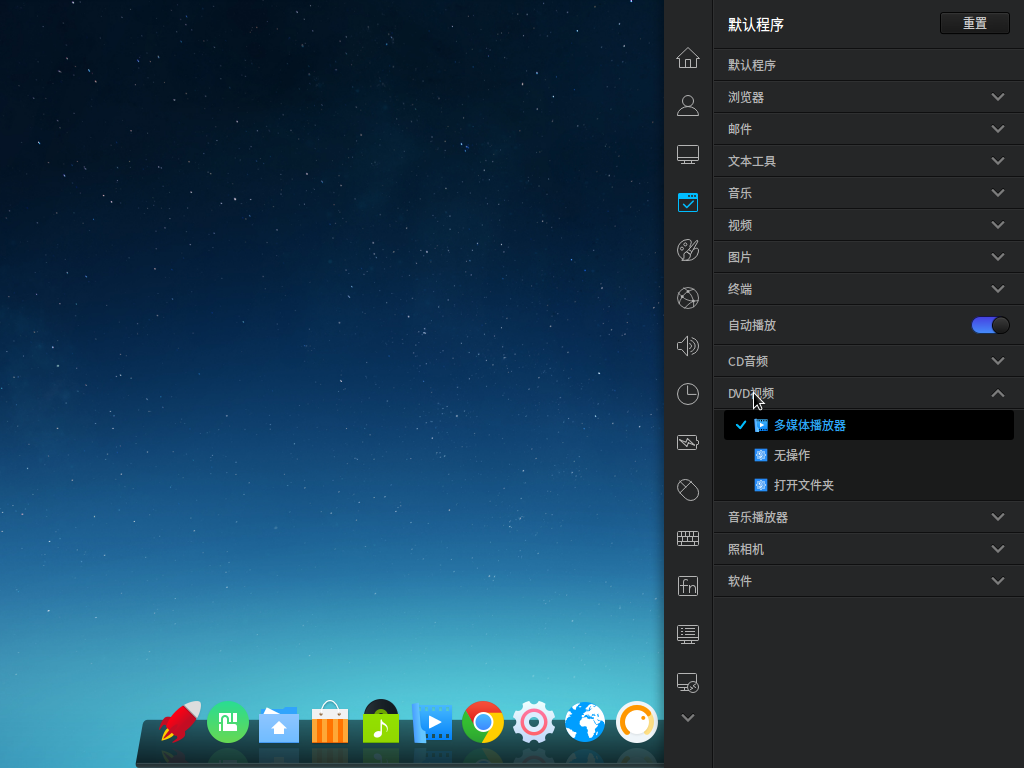 默认程序
重置
默认程序
浏览器
邮件
文本工具
音乐
视频
图片
终端
自动播放
CD音频
DVD视频
多媒体播放器
无操作
打开文件夹
音乐播放器
照相机
软件
fn